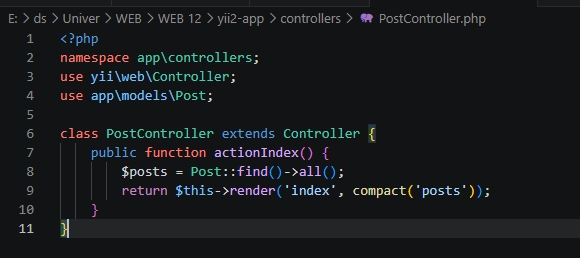 E: > ds > Univer > WEB > WEB 12 > yii2-app > controllers > PostController.php
1 <?php
2 namespace app\controllers;
3 use yii\web\Controller;
4 use app\models\Post;
5
6 class PostController extends Controller {
7     public function actionIndex() {
8         $posts = Post::find()->all();
9         return $this->render('index', compact('posts'));
10     }
11 }